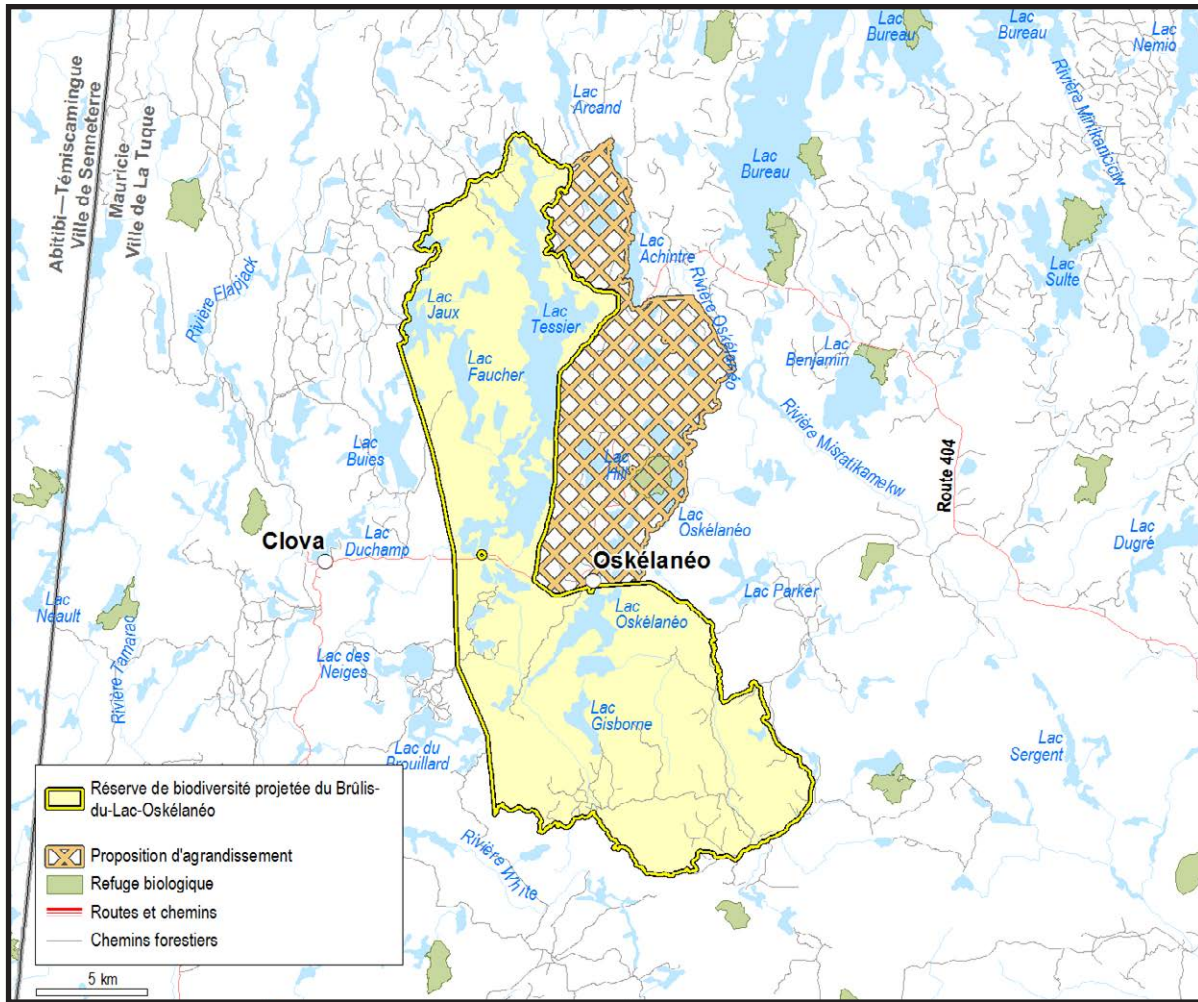 Lac
Bureau
Lac
Bureau
Lac
Nemio
Lac
Arcand
Rivière Minikamiciw
Abitibi—Témiscamingue
Ville de Senneterre
Mauricie
Ville de La Tuque
Lac
Bureau
Rivière Flapjack
Lac
Achintre
Lac
Sulte
Lac
Jaux
Lac
Tessier
Rivière Oskélanéo
Lac
Benjamin
Lac
Faucher
Rivière Mistatikamekw
Lac
Buies
Lac
Hill
Route 404
Lac
Oskélanéo
Clova
Lac
Duchamp
Oskélanéo
Lac
Dugré
Lac
Neault
Lac
Oskélanéo
Lac Parker
Rivière Tamarac
Lac des
Neiges
Lac
Gisborne
Lac
Sergent
Lac du
Brouillard
Rivière White
Réserve de biodiversité projetée du Brûlis-
du-Lac-Oskélanéo
Proposition d'agrandissement
Refuge biologique
Routes et chemins
Chemins forestiers
5 km